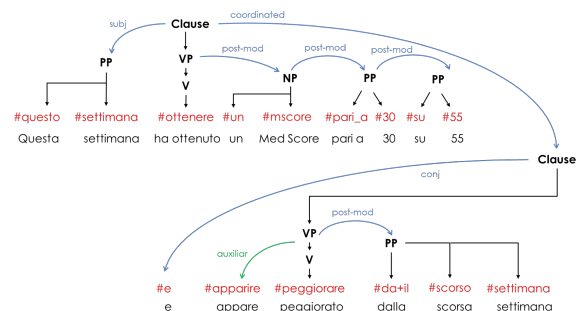 subj Clause coordinated
PP VP post-mod post-mod post-mod
V NP PP PP
#questo #settimana #ottenere #un #mscore #pari_a #30 #su #55
Questa settimana ha ottenuto un Med Score pari a 30 su 55
Clause
conj
VP post-mod
auxiliar V PP
#e #apparire #peggiorare #da+il #scorso #settimana
e appare peggiorato dalla scorsa settimana